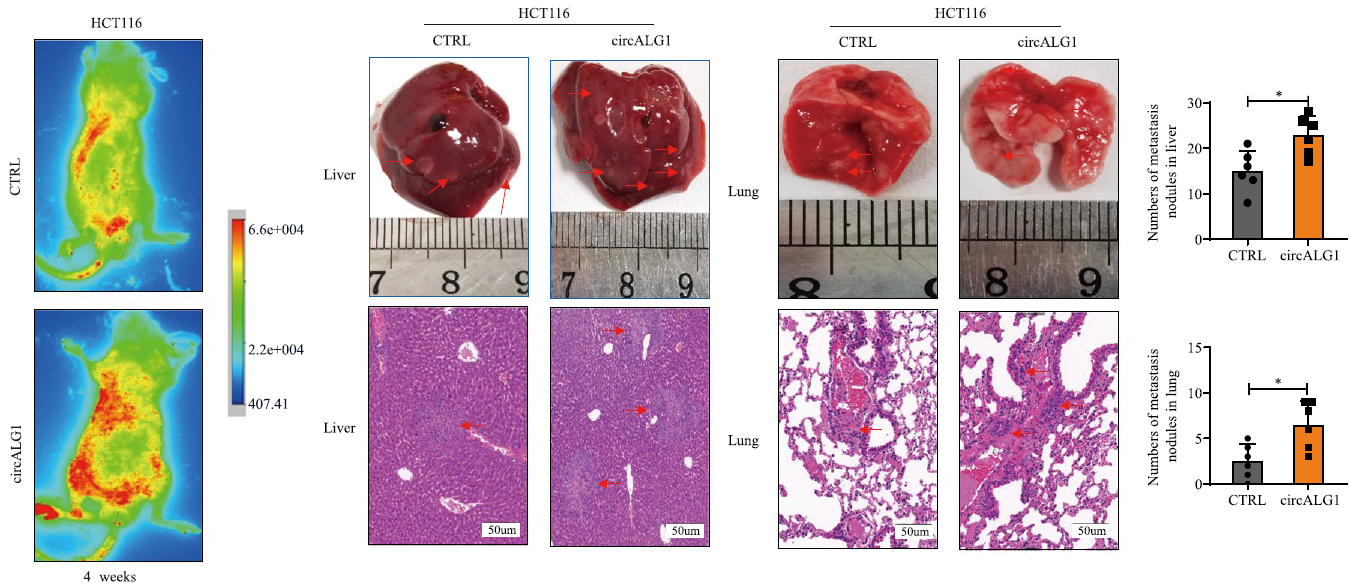 HCT116
CTRL
circALG1
4 weeks
6.6e+004
2.2e+004
407.41
HCT116
CTRL
circALG1
Liver
7 8 9
7 8 9
Liver
50um
50um
HCT116
CTRL
circALG1
Lung
8 9
8 9
Lung
50um
50um
Numbers of metastasis
nodules in liver
30
20
10
0
*
CTRL
circALG1
Numbers of metastasis
nodules in lung
15
10
5
0
*
CTRL
circALG1